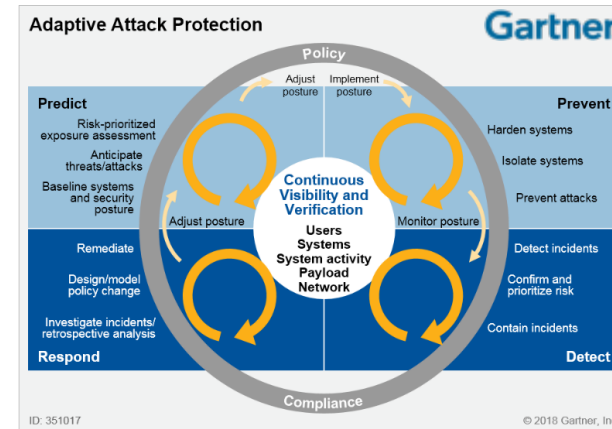 Adaptive Attack Protection
Gartner
Policy
Adjust
posture
Implement
posture
Predict
Risk-prioritized
exposure assessment
Anticipate
threats/attacks
Baseline systems
and security
posture
Prevent
Harden systems
Isolate systems
Prevent attacks
Continuous
Visibility and
Verification
Users
Systems
System activity
Payload
Network
Adjust posture
Monitor posture
Remediate
Design/model
policy change
Investigate incidents/
retrospective analysis
Respond
Detect incidents
Confirm and
prioritize risk
Contain incidents
Detect
Compliance
ID: 351017
© 2018 Gartner, In